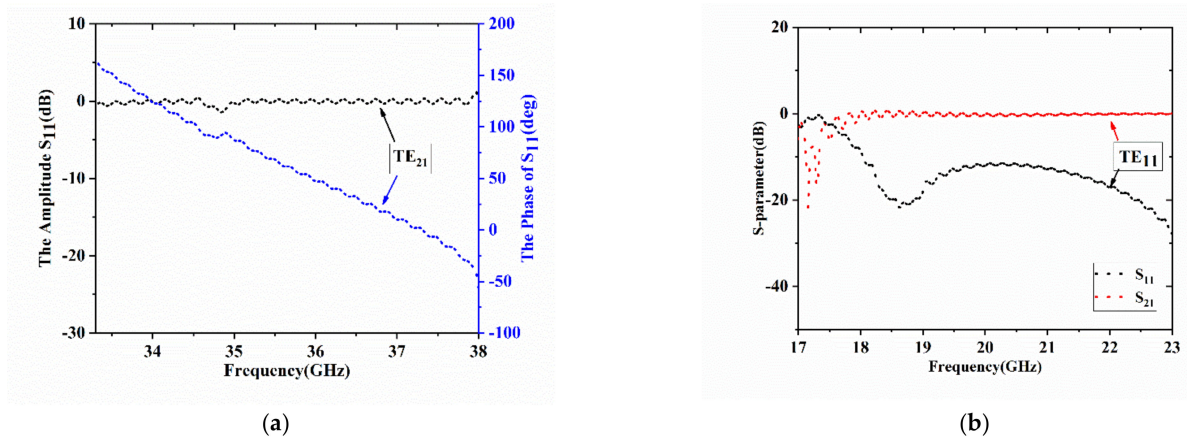 The Amplitude S11(dB)
10
0
-10
-20
-30
34 35 36 37 38
Frequency(GHz)
200
150
100
50
0
-50
-100
The Phase of S11(deg)
TE21
(a)
S-parameter(dB)
20
0
-20
-40
17 18 19 20 21 22 23
Frequency(GHz)
TE11
S11
S21
(b)